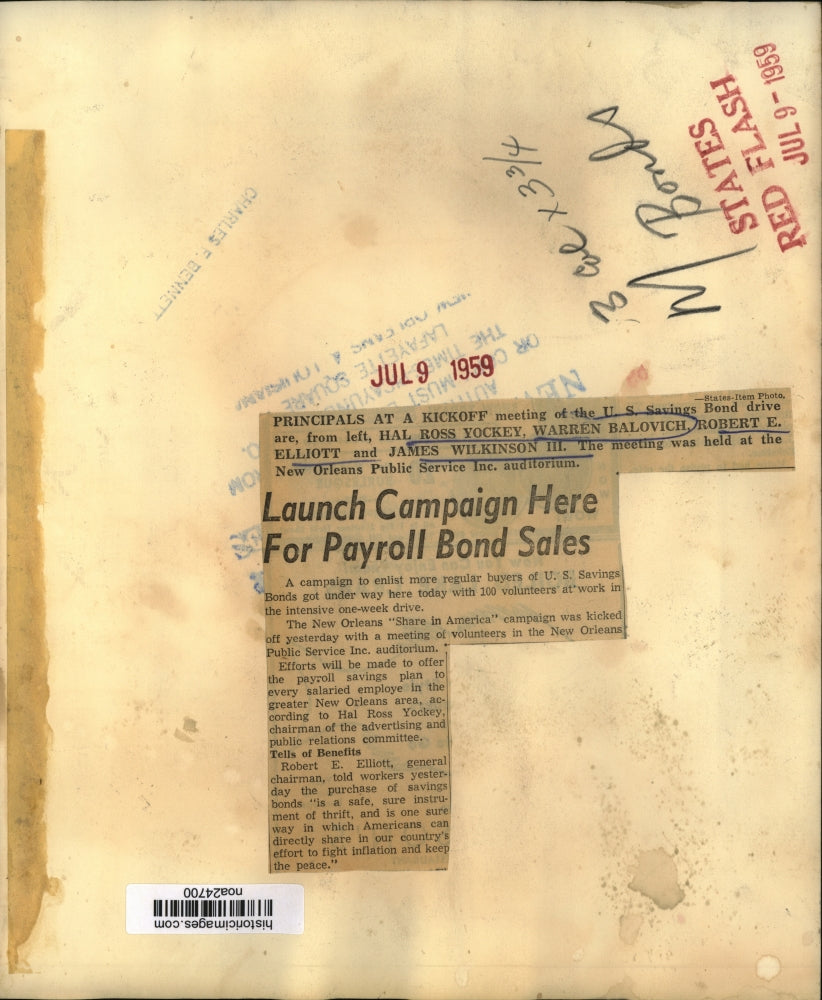 STATES
RED FLASH
JUL 9 - 1959
Bonds
3 col x 3 3/4
CHARLES F. BENNETT
LAFAYETTE SQUARE
JUL 9 1959
—States-Item Photo.
PRINCIPALS AT A KICKOFF meeting of the U. S. Savings Bond drive
are, from left, HAL ROSS YOCKEY, WARREN BALOVICH, ROBERT E.
ELLIOTT and JAMES WILKINSON III. The meeting was held at the
New Orleans Public Service Inc. auditorium.
Launch Campaign Here
For Payroll Bond Sales
A campaign to enlist more regular buyers of U. S. Savings
Bonds got under way here today with 100 volunteers at work in
the intensive one-week drive.
The New Orleans "Share in America" campaign was kicked
off yesterday with a meeting of volunteers in the New Orleans
Public Service Inc. auditorium.
Efforts will be made to offer
the payroll savings plan to
every salaried employe in the
greater New Orleans area, ac-
cording to Hal Ross Yockey,
chairman of the advertising and
public relations committee.
Tells of Benefits
Robert E. Elliott, general
chairman, told workers yester-
day the purchase of savings
bonds "is a safe, sure instru-
ment of thrift, and is one sure
way in which Americans can
directly share in our country's
effort to fight inflation and keep
the peace."
historicimages.com
noa24700